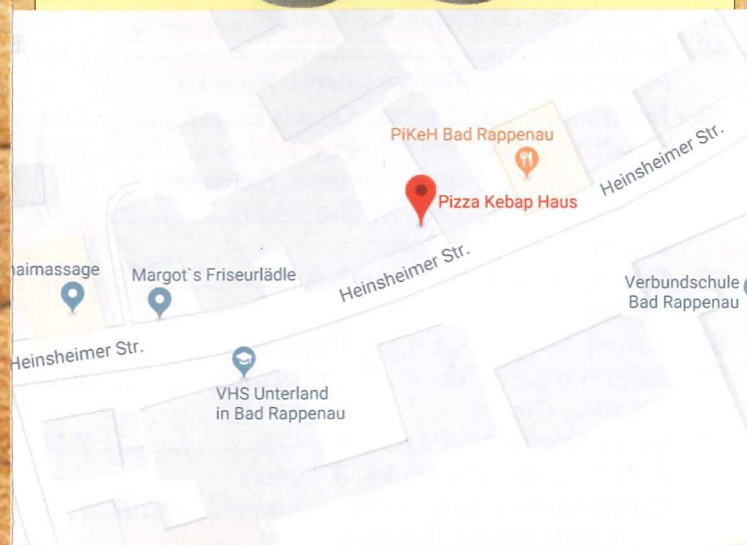 PiKeH Bad Rappenau
Pizza Kebap Haus
Heinsheimer Str.
Heinsheimer Str.
aimassage
Margot`s Friseurlädle
Heinsheimer Str.
Verbundschule
Bad Rappenau
VHS Unterland
in Bad Rappenau